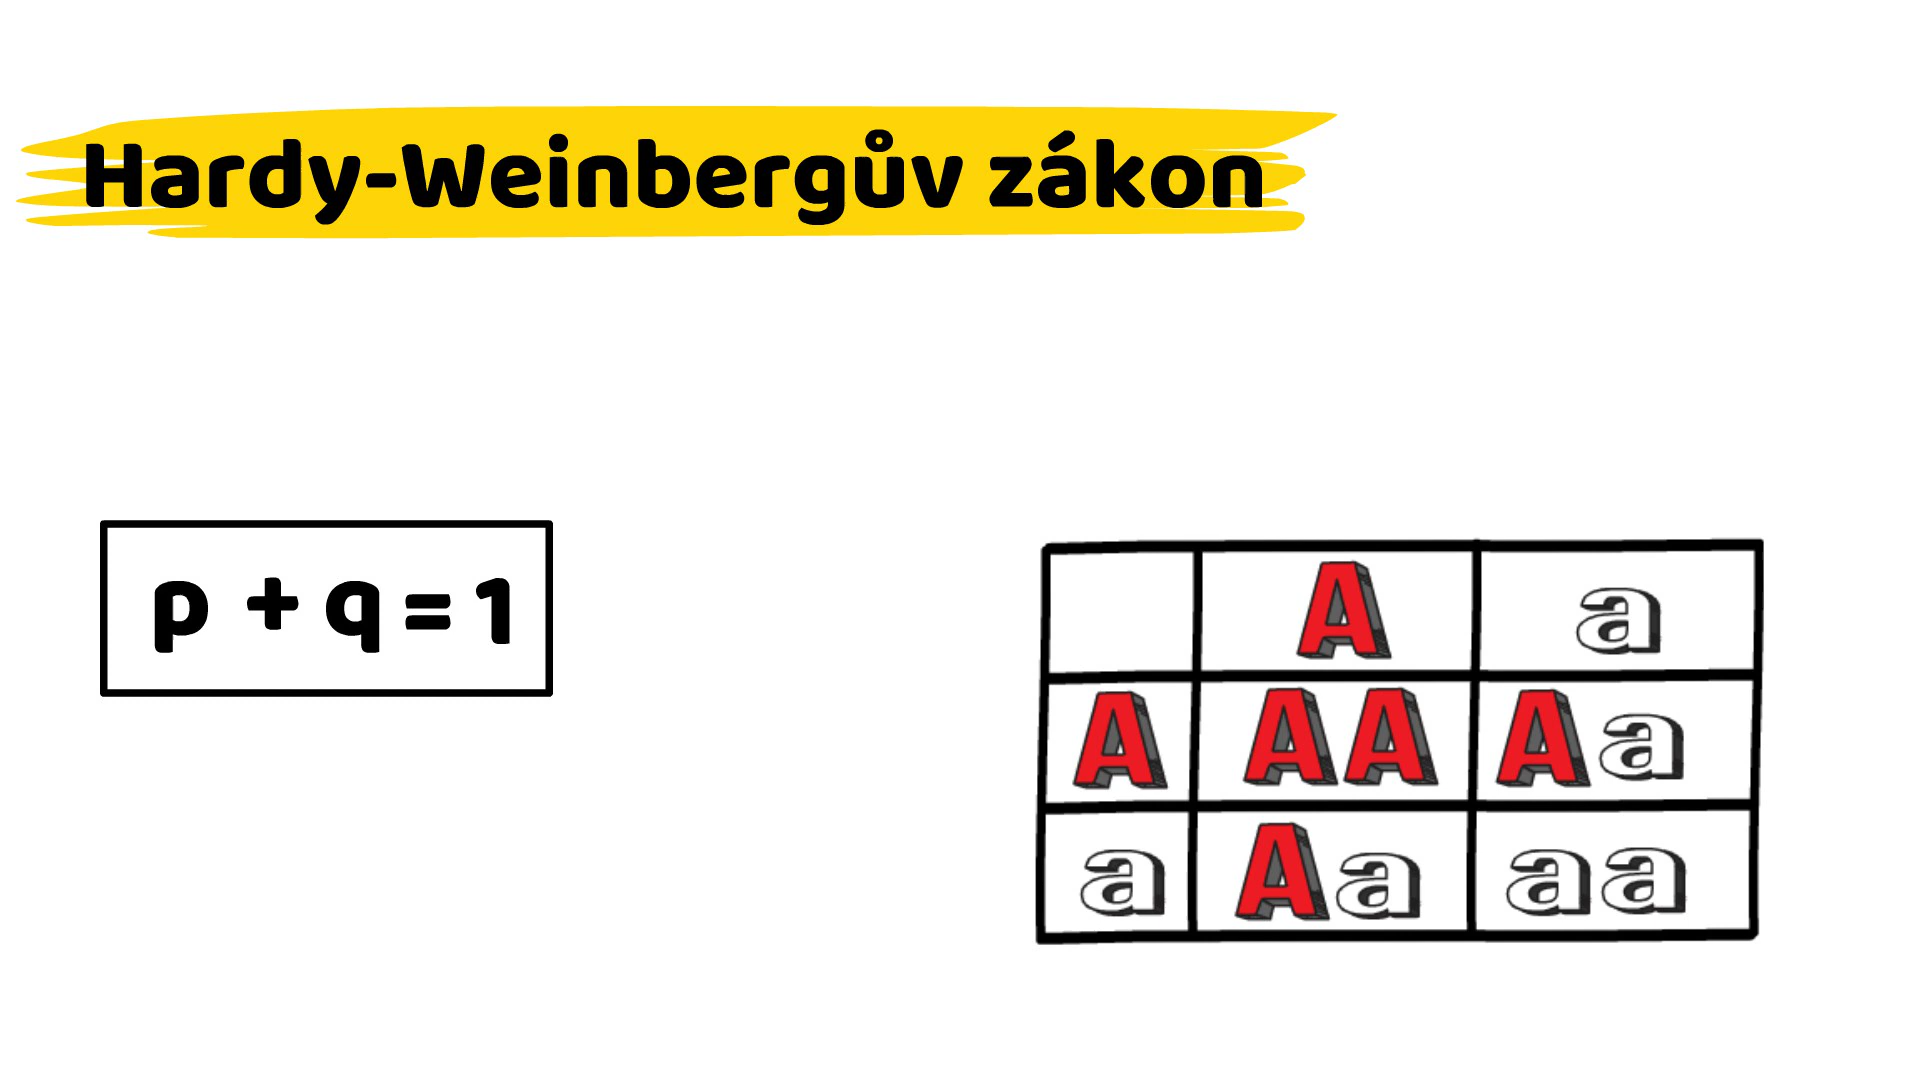 Hardy-Weinbergův zákon
p + q = 1
A a
A AA Aa
a Aa aa